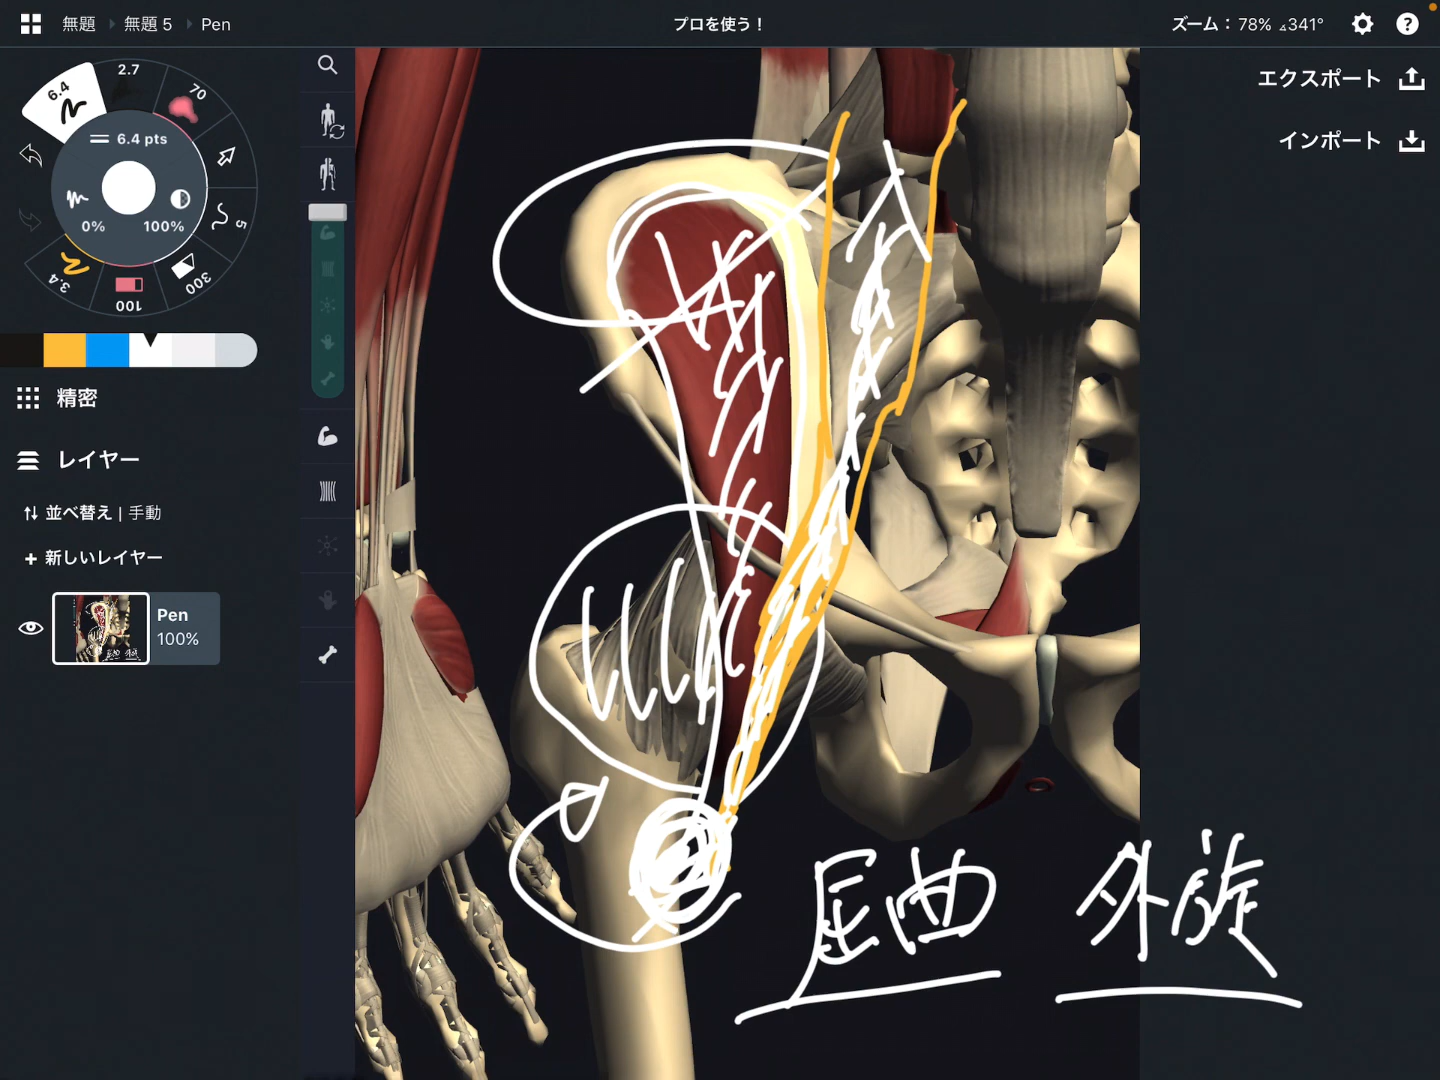 無題 無題 5 Pen
プロを使う！
ズーム：78% ⊿341°
エクスポート
インポート
2.7
6.4
70
6.4 pts
0% 100%
5
3.4
100
300
精密
レイヤー
並べ替え | 手動
+ 新しいレイヤー
Pen
100%
屈曲 外旋